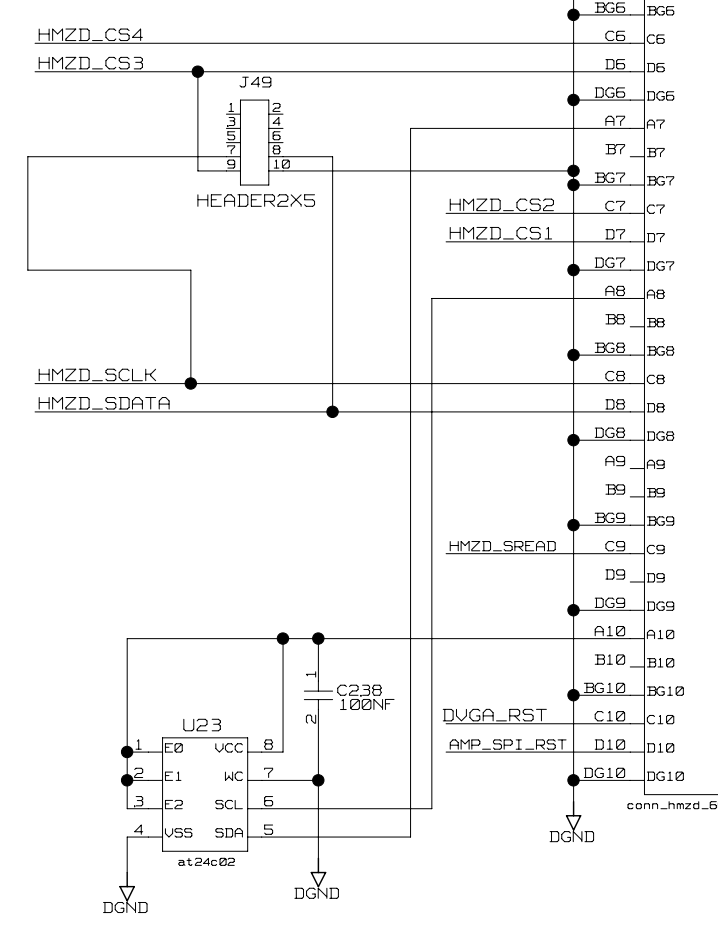 BG6 BG6
HMZD_CS4 C6 C6
HMZD_CS3 D6 D6
J49
DG6 DG6
1 2
3 4
A7 A7
5 6
7 8
B7 B7
9 10
BG7 BG7
HEADER2X5
HMZD_CS2 C7 C7
HMZD_CS1 D7 D7
DG7 DG7
A8 A8
B8 B8
BG8 BG8
HMZD_SCLK C8 C8
HMZD_SDATA D8 D8
DG8 DG8
A9 A9
B9 B9
BG9 BG9
HMZD_SREAD C9 C9
D9 D9
DG9 DG9
A10 A10
B10 B10
1
C238
100NF
2
BG10 BG10
DVGA_RST C10 C10
U23
AMP_SPI_RST D10 D10
1 E0 VCC 8
2 E1 WC 7
DG10 DG10
3 E2 SCL 6
conn_hmzd_6
4 VSS SDA 5
DGND
at24c02
DGND
DGND